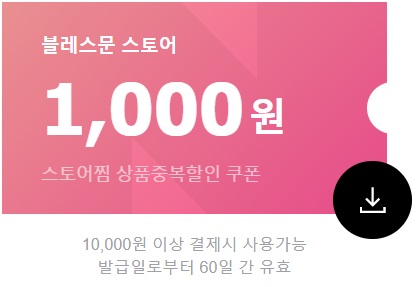 블레스문 스토어
1,000원
스토어찜 상품중복할인 쿠폰
10,000원 이상 결제시 사용가능
발급일로부터 60일 간 유효